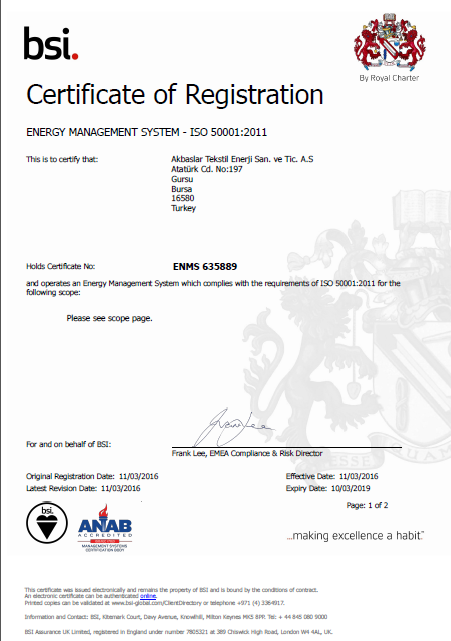 bsi.
By Royal Charter
Certificate of Registration
ENERGY MANAGEMENT SYSTEM - ISO 50001:2011
This is to certify that: Akbaslar Tekstil Enerji San. ve Tic. A.S
Atatürk Cd. No:197
Gursu
Bursa
16580
Turkey
Holds Certificate No: ENMS 635889
and operates an Energy Management System which complies with the requirements of ISO 50001:2011 for the
following scope:
Please see scope page.
For and on behalf of BSI:
Frank Lee, EMEA Compliance & Risk Director
Original Registration Date: 11/03/2016 Effective Date: 11/03/2016
Latest Revision Date: 11/03/2016 Expiry Date: 10/03/2019
Page: 1 of 2
bsi.
ANAB
ACCREDITED
MANAGEMENT SYSTEMS
CERTIFICATION BODY
...making excellence a habit.™
This certificate was issued electronically and remains the property of BSI and is bound by the conditions of contract.
An electronic certificate can be authenticated online.
Printed copies can be validated at www.bsi-global.com/ClientDirectory or telephone +971 (4) 3364917.
Information and Contact: BSI, Kitemark Court, Davy Avenue, Knowlhill, Milton Keynes MK5 8PP. Tel: + 44 845 080 9000
BSI Assurance UK Limited, registered in England under number 7805321 at 389 Chiswick High Road, London W4 4AL, UK.